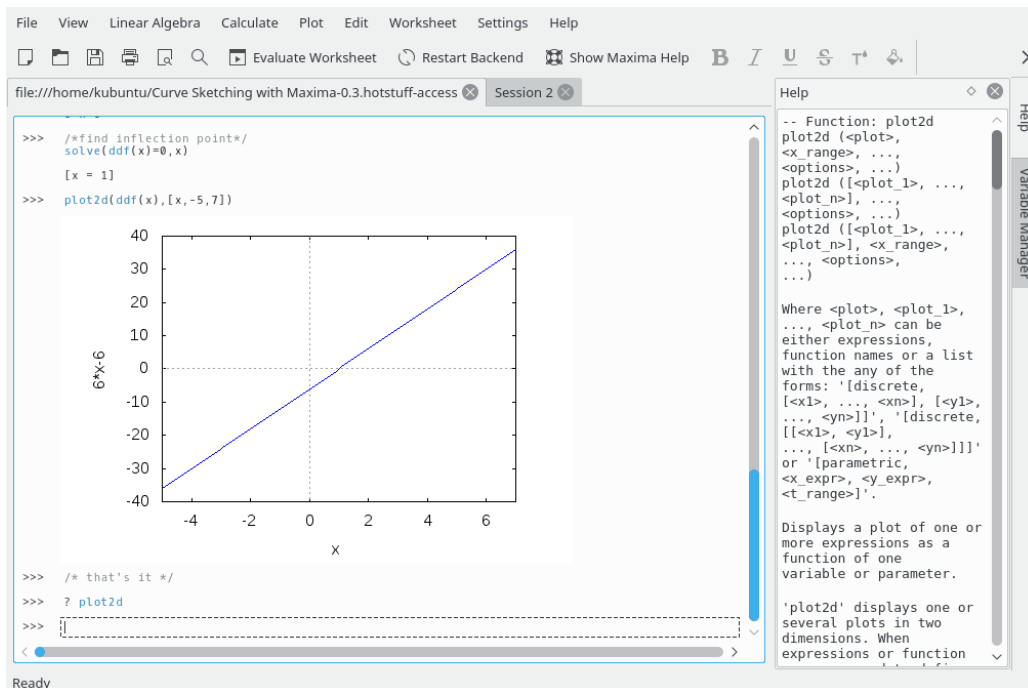 File View Linear Algebra Calculate Plot Edit Worksheet Settings Help
Evaluate Worksheet Restart Backend Show Maxima Help B I U S T
file:///home/kubuntu/Curve Sketching with Maxima-0.3.hotstuff-access Session 2
>>> /*find inflection point*/
solve(ddf(x)=0,x)
[x = 1]
>>> plot2d(ddf(x),[x,-5,7])
40
30
20
10
0
-10
-20
-30
-40
6*x-6
-4 -2 0 2 4 6
x
>>> /* that's it */
>>> ? plot2d
>>>
Help
-- Function: plot2d
plot2d (<plot>,
<x_range>, ...,
<options>, ...)
plot2d ([<plot_1>, ...,
<plot_n>], ...,
<options>, ...)
plot2d ([<plot_1>, ...,
<plot_n>], <x_range>,
..., <options>,
...)
Where <plot>, <plot_1>,
..., <plot_n> can be
either expressions,
function names or a list
with the any of the
forms: '[discrete,
[<x1>, ..., <xn>], [<y1>,
..., <yn>]]', '[discrete,
[[<x1>, <y1>],
..., [<xn>, ..., <yn>]]]'
or '[parametric,
<x_expr>, <y_expr>,
<t_range>]'.
Displays a plot of one or
more expressions as a
function of one
variable or parameter.
'plot2d' displays one or
several plots in two
dimensions. When
expressions or function
Help
Variable Manager
Ready